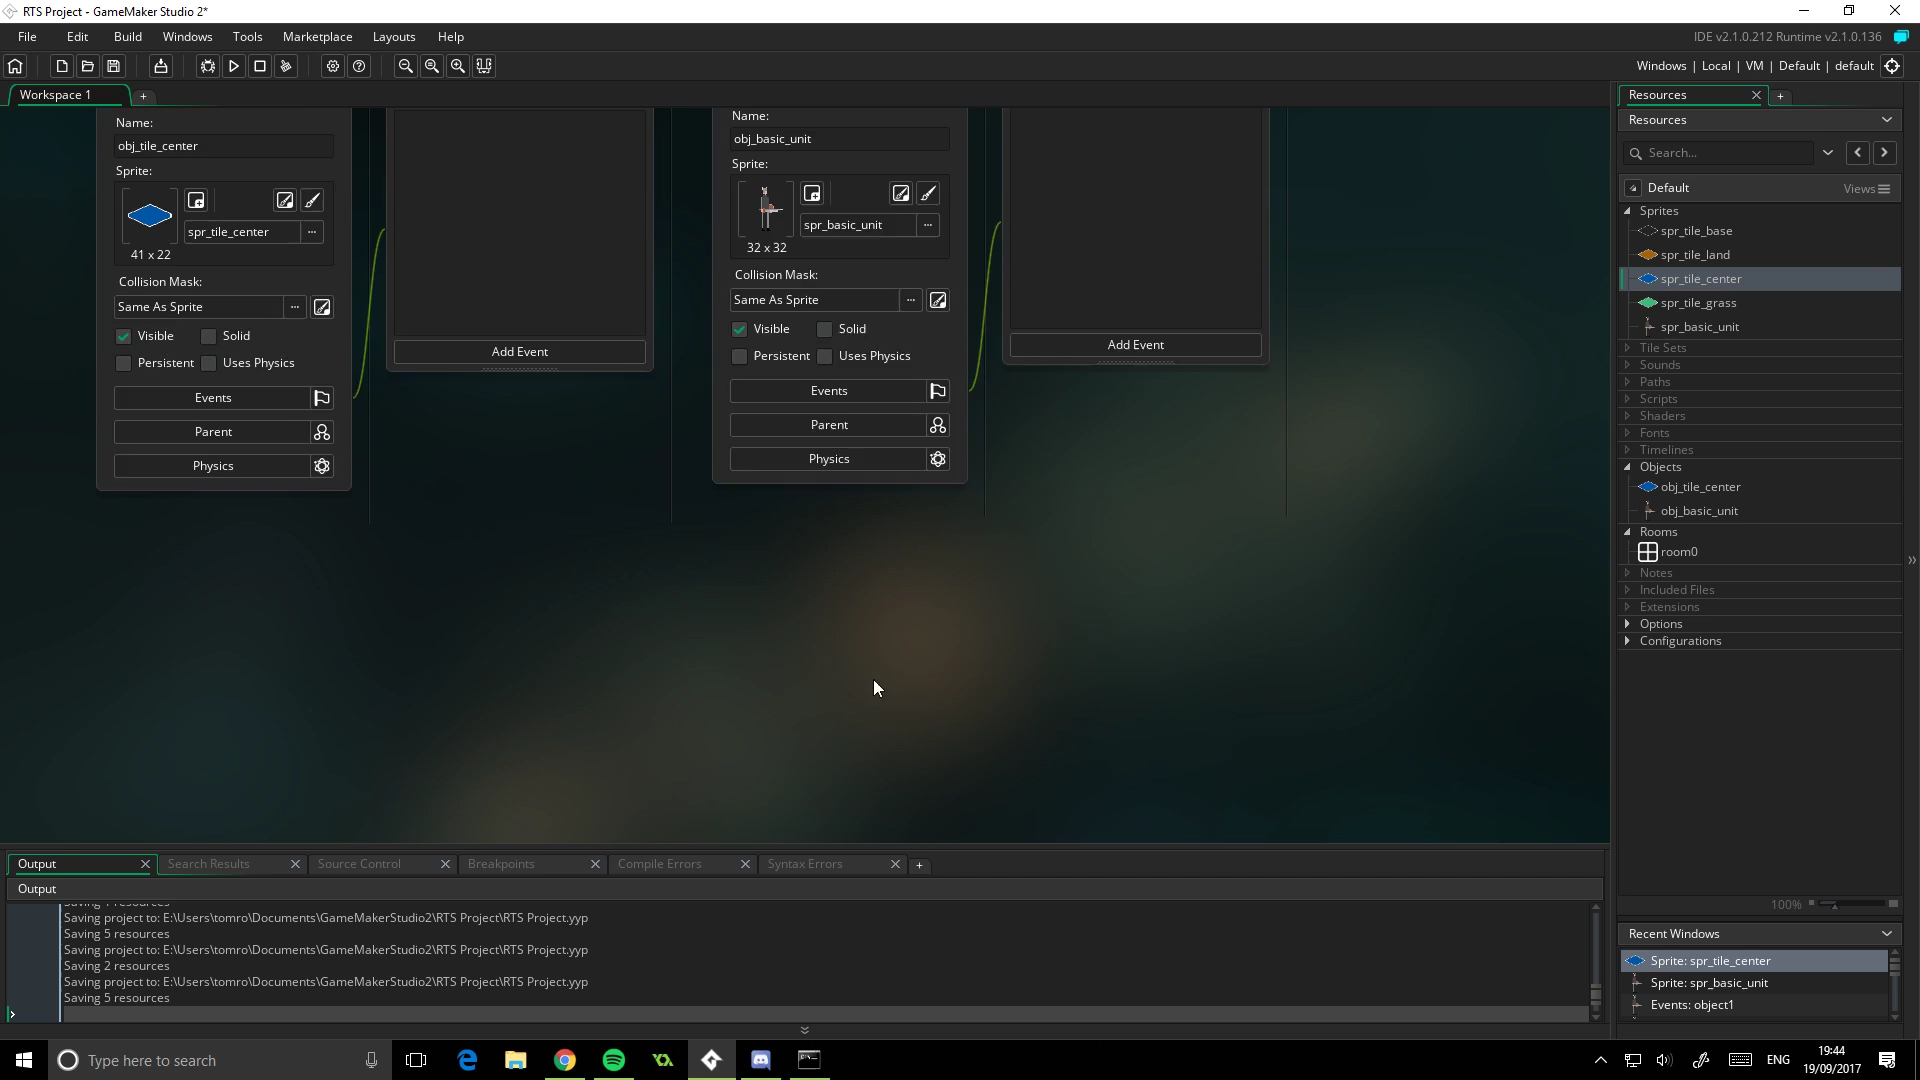 RTS Project - GameMaker Studio 2*
File Edit Build Windows Tools Marketplace Layouts Help
IDE v2.1.0.212 Runtime v2.1.0.136
Windows | Local | VM | Default | default
Workspace 1
Name:
obj_tile_center
Sprite:
spr_tile_center
41 x 22
Collision Mask:
Same As Sprite
Visible
Solid
Persistent
Uses Physics
Events
Parent
Physics
Add Event
Name:
obj_basic_unit
Sprite:
spr_basic_unit
32 x 32
Collision Mask:
Same As Sprite
Visible
Solid
Persistent
Uses Physics
Events
Parent
Physics
Add Event
Resources
Resources
Search...
Default
Views
Sprites
spr_tile_base
spr_tile_land
spr_tile_center
spr_tile_grass
spr_basic_unit
Tile Sets
Sounds
Paths
Scripts
Shaders
Fonts
Timelines
Objects
obj_tile_center
obj_basic_unit
Rooms
room0
Notes
Included Files
Extensions
Options
Configurations
100%
Recent Windows
Sprite: spr_tile_center
Sprite: spr_basic_unit
Events: object1
Output
Search Results
Source Control
Breakpoints
Compile Errors
Syntax Errors
Output
Saving project to: E:\Users\tomro\Documents\GameMakerStudio2\RTS Project\RTS Project.yyp
Saving 5 resources
Saving project to: E:\Users\tomro\Documents\GameMakerStudio2\RTS Project\RTS Project.yyp
Saving 2 resources
Saving project to: E:\Users\tomro\Documents\GameMakerStudio2\RTS Project\RTS Project.yyp
Saving 5 resources
Type here to search
ENG
19:44
19/09/2017